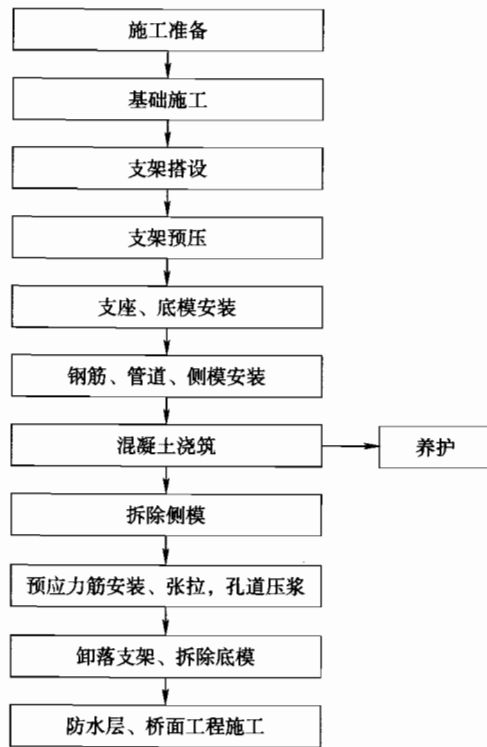 施工准备
基础施工
支架搭设
支架预压
支座、底模安装
钢筋、管道、侧模安装
混凝土浇筑
养护
拆除侧模
预应力筋安装、张拉，孔道压浆
卸落支架、拆除底模
防水层、桥面工程施工